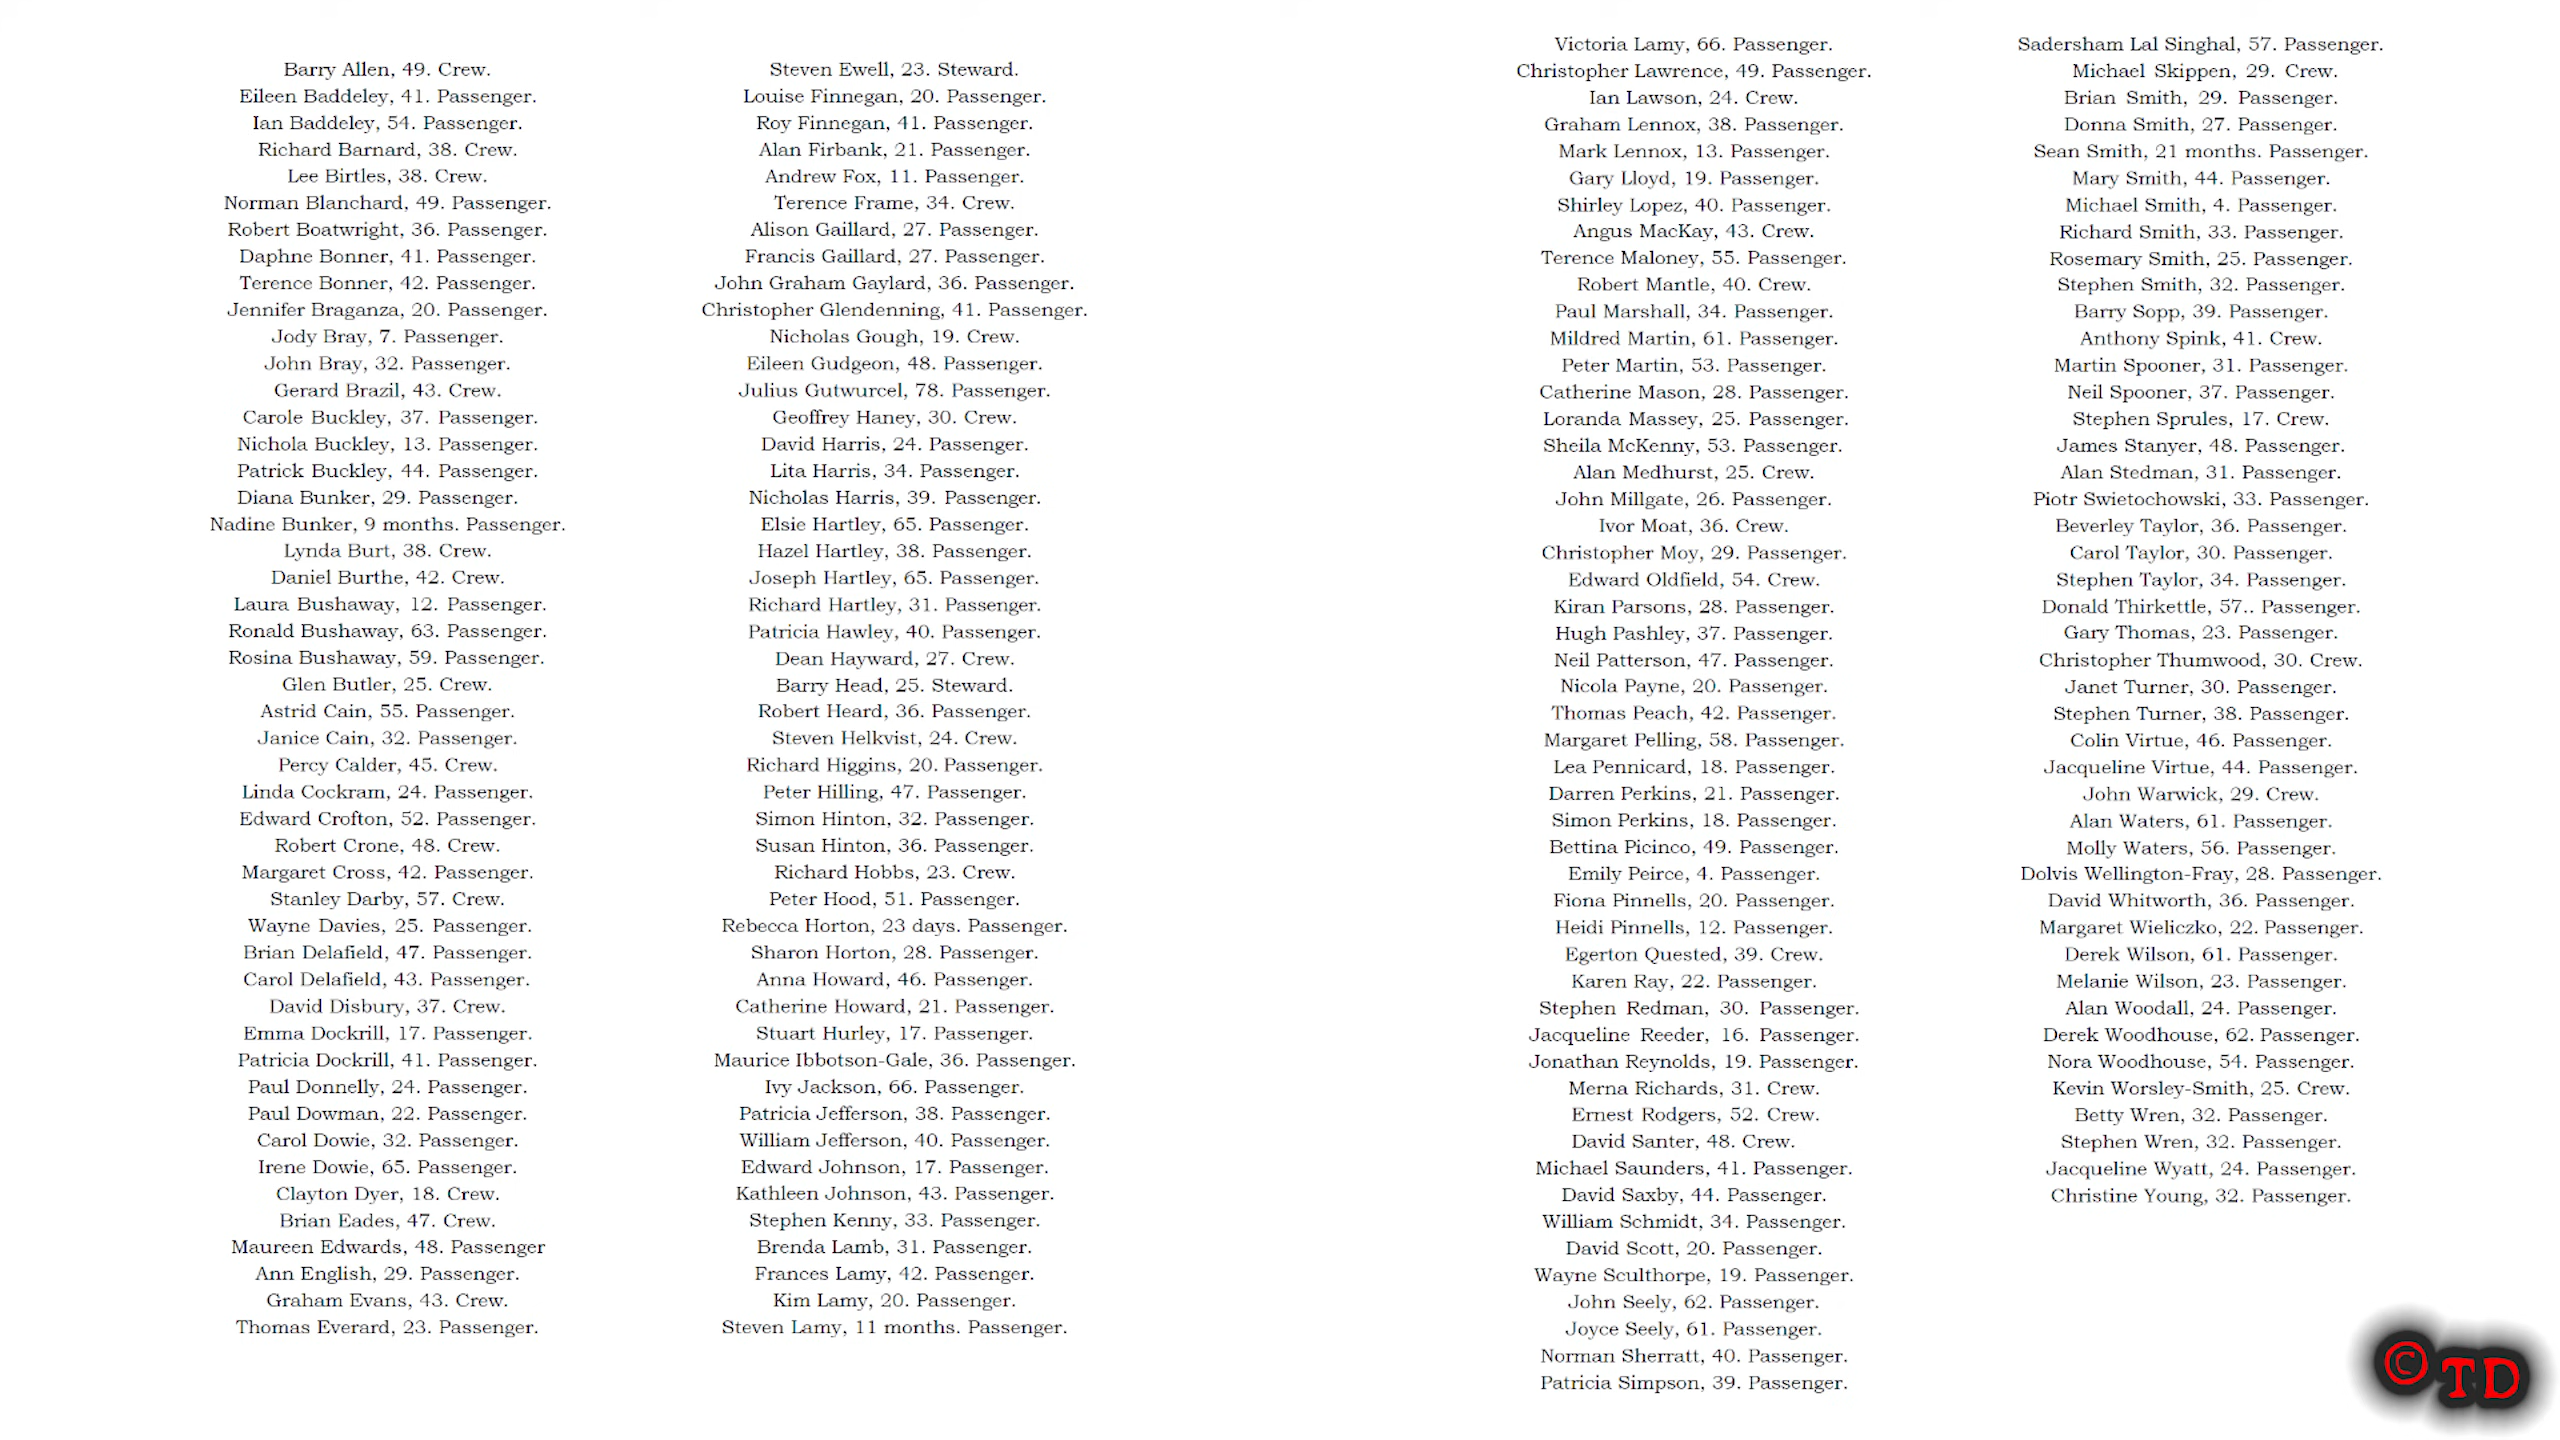 Barry Allen, 49. Crew.
Eileen Baddeley, 41. Passenger.
Ian Baddeley, 54. Passenger.
Richard Barnard, 38. Crew.
Lee Birtles, 38. Crew.
Norman Blanchard, 49. Passenger.
Robert Boatwright, 36. Passenger.
Daphne Bonner, 41. Passenger.
Terence Bonner, 42. Passenger.
Jennifer Braganza, 20. Passenger.
Jody Bray, 7. Passenger.
John Bray, 32. Passenger.
Gerard Brazil, 43. Crew.
Carole Buckley, 37. Passenger.
Nichola Buckley, 13. Passenger.
Patrick Buckley, 44. Passenger.
Diana Bunker, 29. Passenger.
Nadine Bunker, 9 months. Passenger.
Lynda Burt, 38. Crew.
Daniel Burthe, 42. Crew.
Laura Bushaway, 12. Passenger.
Ronald Bushaway, 63. Passenger.
Rosina Bushaway, 59. Passenger.
Glen Butler, 25. Crew.
Astrid Cain, 55. Passenger.
Janice Cain, 32. Passenger.
Percy Calder, 45. Crew.
Linda Cockram, 24. Passenger.
Edward Crofton, 52. Passenger.
Robert Crone, 48. Crew.
Margaret Cross, 42. Passenger.
Stanley Darby, 57. Crew.
Wayne Davies, 25. Passenger.
Brian Delafield, 47. Passenger.
Carol Delafield, 43. Passenger.
David Disbury, 37. Crew.
Emma Dockrill, 17. Passenger.
Patricia Dockrill, 41. Passenger.
Paul Donnelly, 24. Passenger.
Paul Dowman, 22. Passenger.
Carol Dowie, 32. Passenger.
Irene Dowie, 65. Passenger.
Clayton Dyer, 18. Crew.
Brian Eades, 47. Crew.
Maureen Edwards, 48. Passenger
Ann English, 29. Passenger.
Graham Evans, 43. Crew.
Thomas Everard, 23. Passenger.
Steven Ewell, 23. Steward.
Louise Finnegan, 20. Passenger.
Roy Finnegan, 41. Passenger.
Alan Firbank, 21. Passenger.
Andrew Fox, 11. Passenger.
Terence Frame, 34. Crew.
Alison Gaillard, 27. Passenger.
Francis Gaillard, 27. Passenger.
John Graham Gaylard, 36. Passenger.
Christopher Glendenning, 41. Passenger.
Nicholas Gough, 19. Crew.
Eileen Gudgeon, 48. Passenger.
Julius Gutwurcel, 78. Passenger.
Geoffrey Haney, 30. Crew.
David Harris, 24. Passenger.
Lita Harris, 34. Passenger.
Nicholas Harris, 39. Passenger.
Elsie Hartley, 65. Passenger.
Hazel Hartley, 38. Passenger.
Joseph Hartley, 65. Passenger.
Richard Hartley, 31. Passenger.
Patricia Hawley, 40. Passenger.
Dean Hayward, 27. Crew.
Barry Head, 25. Steward.
Robert Heard, 36. Passenger.
Steven Helkvist, 24. Crew.
Richard Higgins, 20. Passenger.
Peter Hilling, 47. Passenger.
Simon Hinton, 32. Passenger.
Susan Hinton, 36. Passenger.
Richard Hobbs, 23. Crew.
Peter Hood, 51. Passenger.
Rebecca Horton, 23 days. Passenger.
Sharon Horton, 28. Passenger.
Anna Howard, 46. Passenger.
Catherine Howard, 21. Passenger.
Stuart Hurley, 17. Passenger.
Maurice Ibbotson-Gale, 36. Passenger.
Ivy Jackson, 66. Passenger.
Patricia Jefferson, 38. Passenger.
William Jefferson, 40. Passenger.
Edward Johnson, 17. Passenger.
Kathleen Johnson, 43. Passenger.
Stephen Kenny, 33. Passenger.
Brenda Lamb, 31. Passenger.
Frances Lamy, 42. Passenger.
Kim Lamy, 20. Passenger.
Steven Lamy, 11 months. Passenger.
Victoria Lamy, 66. Passenger.
Christopher Lawrence, 49. Passenger.
Ian Lawson, 24. Crew.
Graham Lennox, 38. Passenger.
Mark Lennox, 13. Passenger.
Gary Lloyd, 19. Passenger.
Shirley Lopez, 40. Passenger.
Angus MacKay, 43. Crew.
Terence Maloney, 55. Passenger.
Robert Mantle, 40. Crew.
Paul Marshall, 34. Passenger.
Mildred Martin, 61. Passenger.
Peter Martin, 53. Passenger.
Catherine Mason, 28. Passenger.
Loranda Massey, 25. Passenger.
Sheila McKenny, 53. Passenger.
Alan Medhurst, 25. Crew.
John Millgate, 26. Passenger.
Ivor Moat, 36. Crew.
Christopher Moy, 29. Passenger.
Edward Oldfield, 54. Crew.
Kiran Parsons, 28. Passenger.
Hugh Pashley, 37. Passenger.
Neil Patterson, 47. Passenger.
Nicola Payne, 20. Passenger.
Thomas Peach, 42. Passenger.
Margaret Pelling, 58. Passenger.
Lea Pennicard, 18. Passenger.
Darren Perkins, 21. Passenger.
Simon Perkins, 18. Passenger.
Bettina Picinco, 49. Passenger.
Emily Peirce, 4. Passenger.
Fiona Pinnells, 20. Passenger.
Heidi Pinnells, 12. Passenger.
Egerton Quested, 39. Crew.
Karen Ray, 22. Passenger.
Stephen Redman, 30. Passenger.
Jacqueline Reeder, 16. Passenger.
Jonathan Reynolds, 19. Passenger.
Merna Richards, 31. Crew.
Ernest Rodgers, 52. Crew.
David Santer, 48. Crew.
Michael Saunders, 41. Passenger.
David Saxby, 44. Passenger.
William Schmidt, 34. Passenger.
David Scott, 20. Passenger.
Wayne Sculthorpe, 19. Passenger.
John Seely, 62. Passenger.
Joyce Seely, 61. Passenger.
Norman Sherratt, 40. Passenger.
Patricia Simpson, 39. Passenger.
Sadersham Lal Singhal, 57. Passenger.
Michael Skippen, 29. Crew.
Brian Smith, 29. Passenger.
Donna Smith, 27. Passenger.
Sean Smith, 21 months. Passenger.
Mary Smith, 44. Passenger.
Michael Smith, 4. Passenger.
Richard Smith, 33. Passenger.
Rosemary Smith, 25. Passenger.
Stephen Smith, 32. Passenger.
Barry Sopp, 39. Passenger.
Anthony Spink, 41. Crew.
Martin Spooner, 31. Passenger.
Neil Spooner, 37. Passenger.
Stephen Sprules, 17. Crew.
James Stanyer, 48. Passenger.
Alan Stedman, 31. Passenger.
Piotr Swietochowski, 33. Passenger.
Beverley Taylor, 36. Passenger.
Carol Taylor, 30. Passenger.
Stephen Taylor, 34. Passenger.
Donald Thirkettle, 57.. Passenger.
Gary Thomas, 23. Passenger.
Christopher Thumwood, 30. Crew.
Janet Turner, 30. Passenger.
Stephen Turner, 38. Passenger.
Colin Virtue, 46. Passenger.
Jacqueline Virtue, 44. Passenger.
John Warwick, 29. Crew.
Alan Waters, 61. Passenger.
Molly Waters, 56. Passenger.
Dolvis Wellington-Fray, 28. Passenger.
David Whitworth, 36. Passenger.
Margaret Wieliczko, 22. Passenger.
Derek Wilson, 61. Passenger.
Melanie Wilson, 23. Passenger.
Alan Woodall, 24. Passenger.
Derek Woodhouse, 62. Passenger.
Nora Woodhouse, 54. Passenger.
Kevin Worsley-Smith, 25. Crew.
Betty Wren, 32. Passenger.
Stephen Wren, 32. Passenger.
Jacqueline Wyatt, 24. Passenger.
Christine Young, 32. Passenger.
© TD